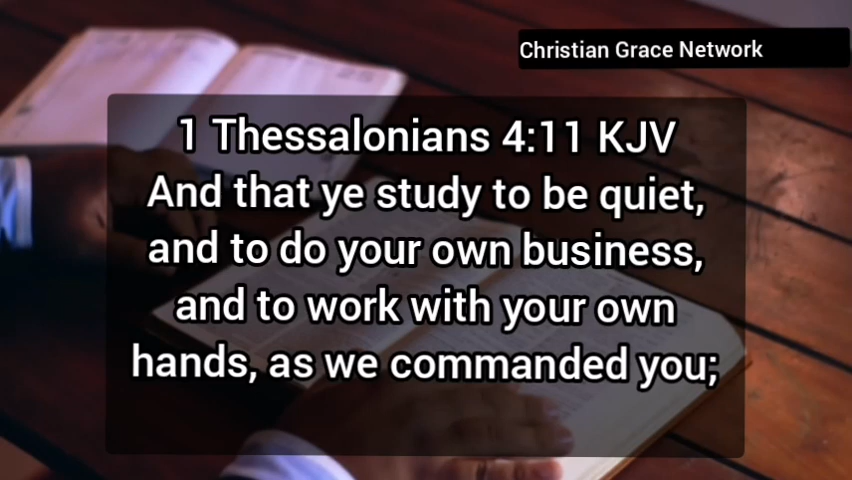 Christian Grace Network
1 Thessalonians 4:11 KJV
And that ye study to be quiet,
and to do your own business,
and to work with your own
hands, as we commanded you;